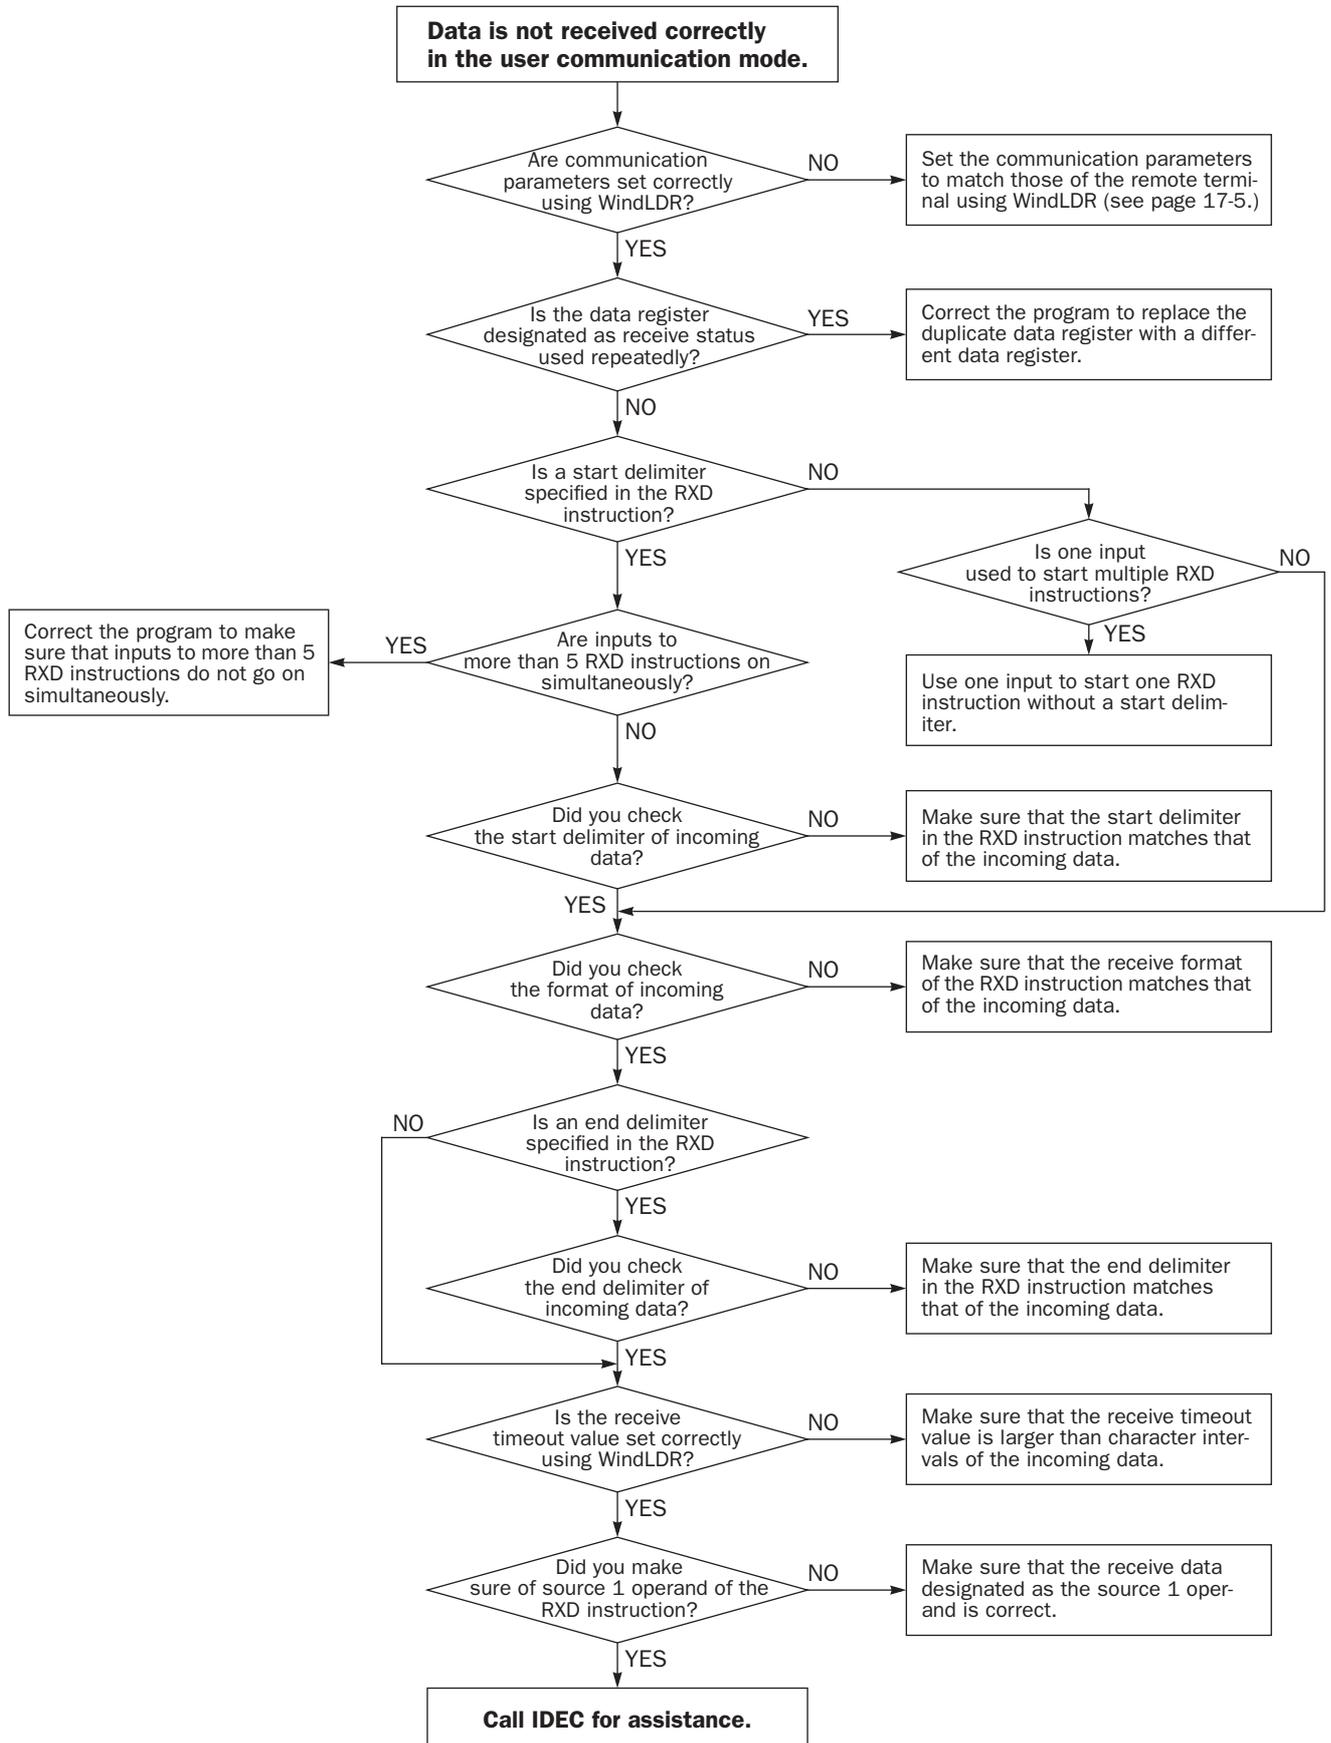 Data is not received correctly
in the user communication mode.
Are communication
parameters set correctly
using WindLDR?
NO
Set the communication parameters
to match those of the remote termi-
nal using WindLDR (see page 17-5.)
YES
Is the data register
designated as receive status
used repeatedly?
YES
Correct the program to replace the
duplicate data register with a differ-
ent data register.
NO
Is a start delimiter
specified in the RXD
instruction?
NO
YES
Is one input
used to start multiple RXD
instructions?
NO
YES
Use one input to start one RXD
instruction without a start delim-
iter.
Are inputs to
more than 5 RXD instructions on
simultaneously?
YES
Correct the program to make
sure that inputs to more than 5
RXD instructions do not go on
simultaneously.
NO
Did you check
the start delimiter of incoming
data?
NO
Make sure that the start delimiter
in the RXD instruction matches that
of the incoming data.
YES
Did you check
the format of incoming
data?
NO
Make sure that the receive format
of the RXD instruction matches that
of the incoming data.
YES
Is an end delimiter
specified in the RXD
instruction?
NO
YES
Did you check
the end delimiter of
incoming data?
NO
Make sure that the end delimiter
in the RXD instruction matches
that of the incoming data.
YES
Is the receive
timeout value set correctly
using WindLDR?
NO
Make sure that the receive timeout
value is larger than character inter-
vals of the incoming data.
YES
Did you make
sure of source 1 operand of the
RXD instruction?
NO
Make sure that the receive data
designated as the source 1 oper-
and is correct.
YES
Call IDEC for assistance.